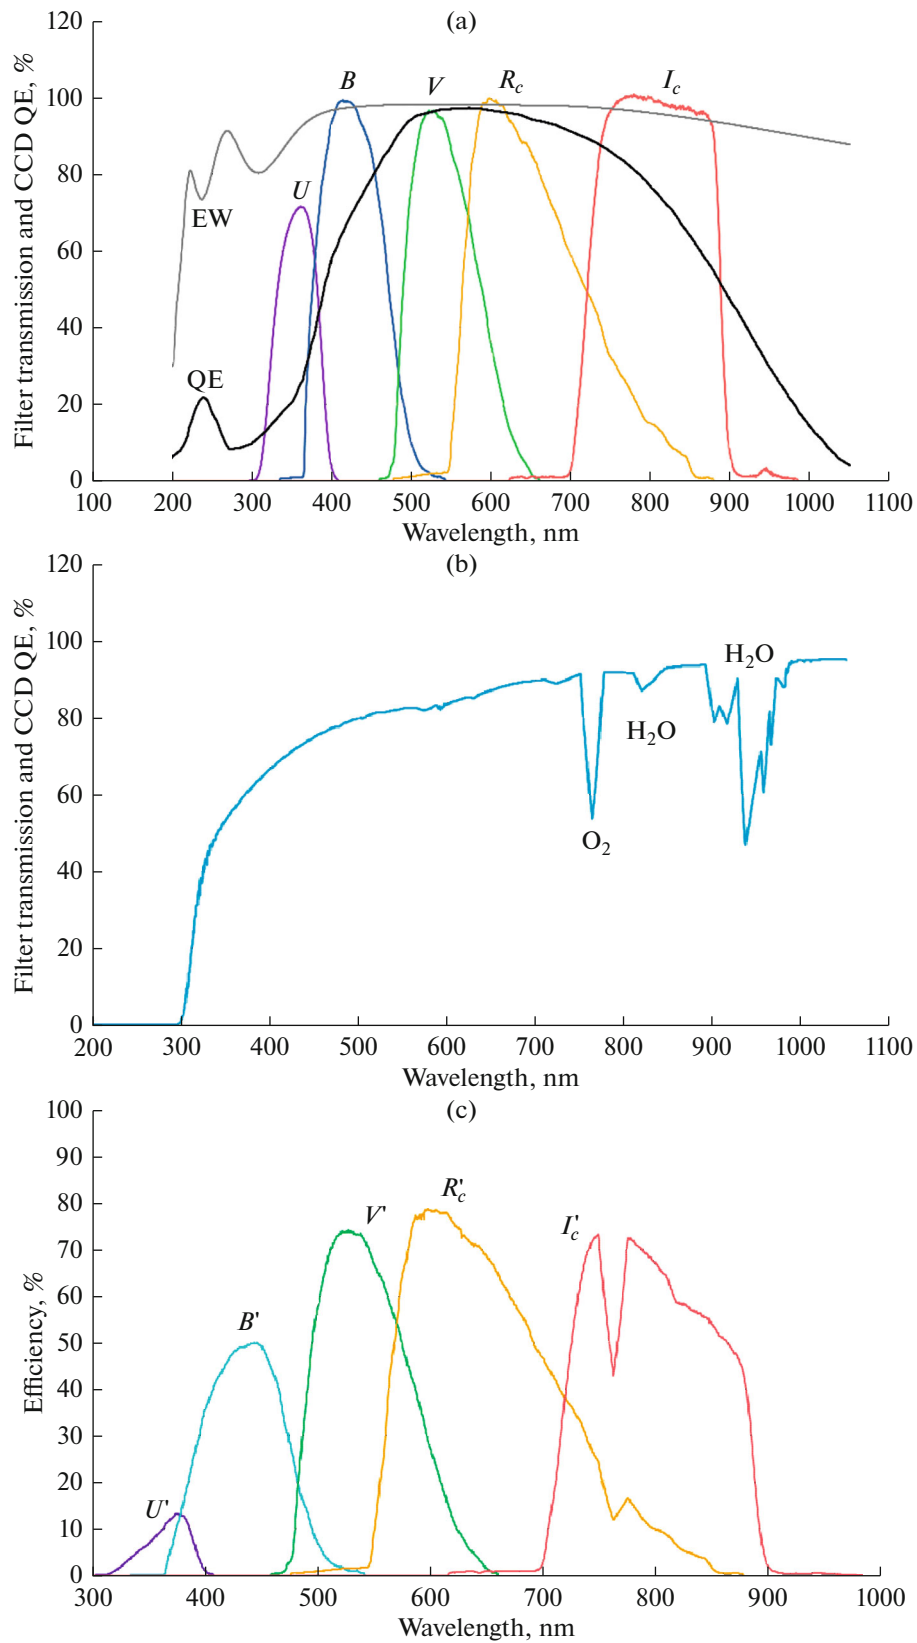 (a)
120
100
80
60
40
20
0
Filter transmission and CCD QE, %
B
V
R_c
I_c
U
EW
QE
100 200 300 400 500 600 700 800 900 1000 1100
Wavelength, nm
(b)
120
100
80
60
40
20
0
Filter transmission and CCD QE, %
H₂O
H₂O
O₂
200 300 400 500 600 700 800 900 1000 1100
Wavelength, nm
(c)
100
90
80
70
60
50
40
30
20
10
0
Efficiency, %
R'_c
V'
I'_c
B'
U'
300 400 500 600 700 800 900 1000
Wavelength, nm